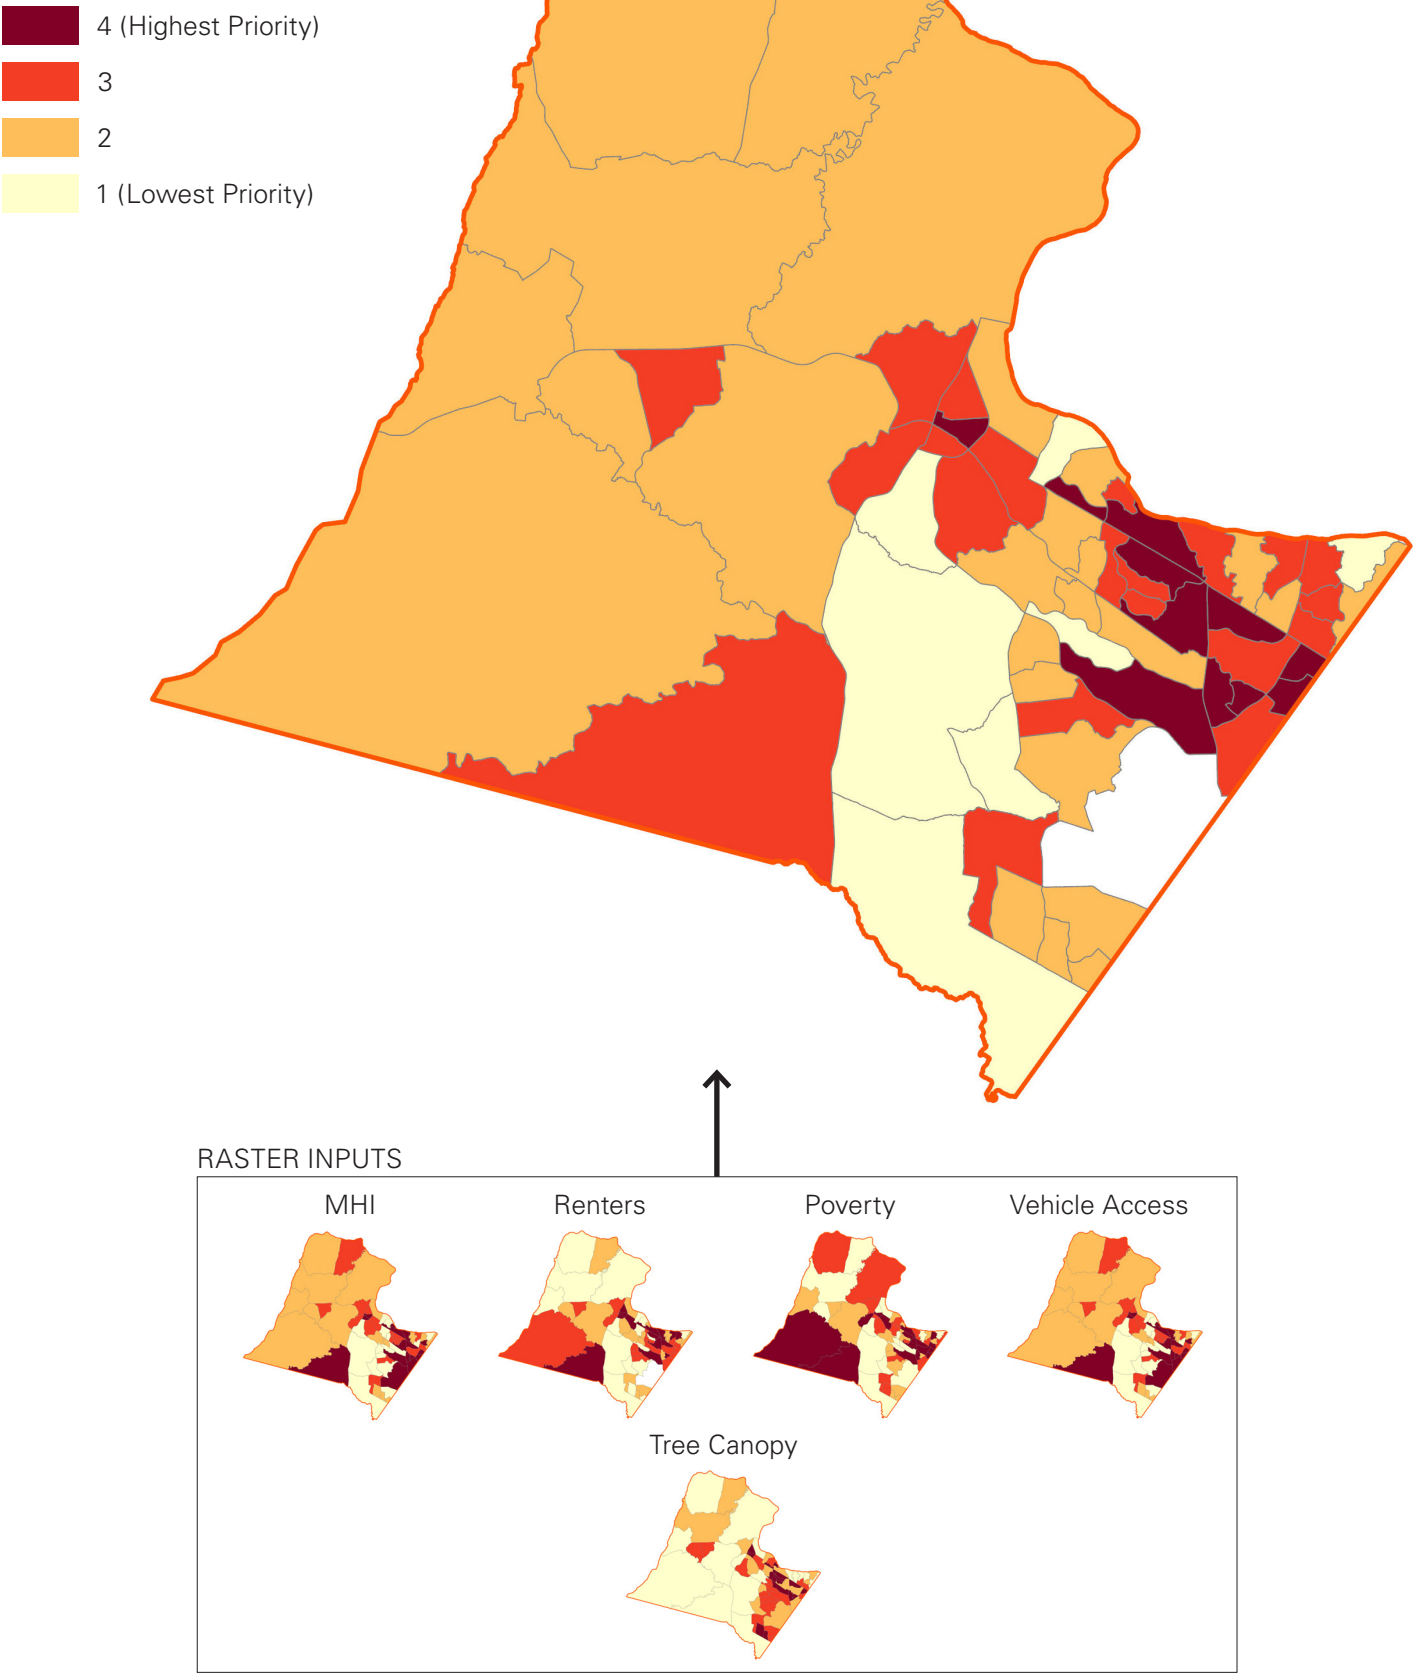 4 (Highest Priority)
3
2
1 (Lowest Priority)
RASTER INPUTS
MHI
Renters
Poverty
Vehicle Access
Tree Canopy